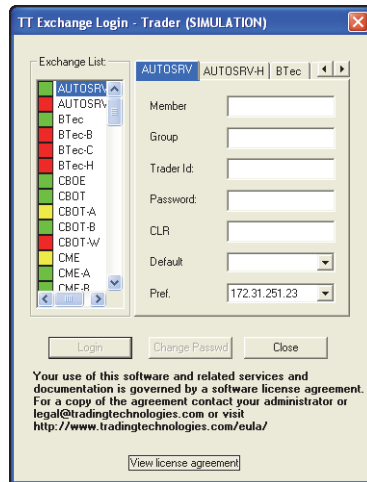 TT Exchange Login - Trader (SIMULATION)
Exchange List:
AUTOSRV
AUTOSRV
BTec
BTec-B
BTec-C
BTec-H
CBOE
CBOT
CBOT-A
CBOT-B
CBOT-W
CME
CME-A
CME-B
AUTOSRV AUTOSRV-H BTec
Member
Group
Trader Id:
Password:
CLR
Default
Pref. 172.31.251.23
Login Change Passwd Close
Your use of this software and related services and
documentation is governed by a software license agreement.
For a copy of the agreement contact your administrator or
legal@tradingtechnologies.com or visit
http://www.tradingtechnologies.com/eula/
View license agreement